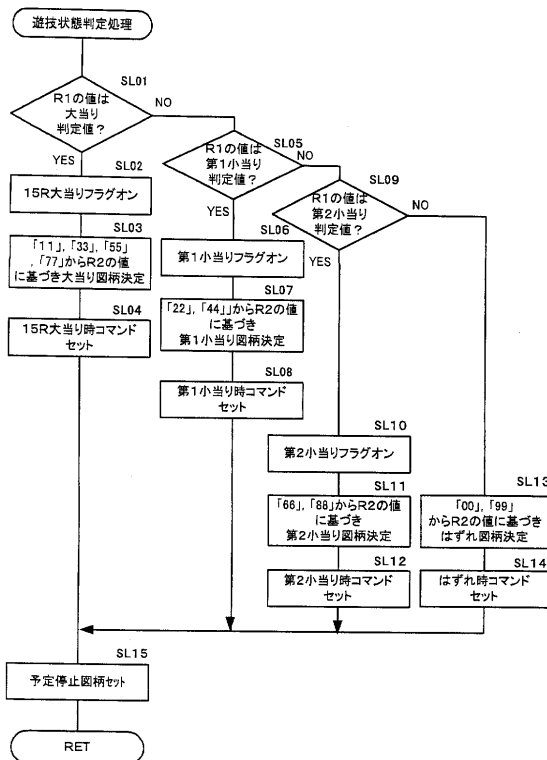 遊技状態判定処理
SL01
R1の値は
大当り
判定値？
NO
YES
SL02
15R大当りフラグオン
SL03
「11」,「33」,「55」
,「77」からR2の値
に基づき大当り図柄決定
SL04
15R大当り時コマンド
セット
SL05
R1の値は
第1小当り
判定値？
NO
YES
SL06
第1小当りフラグオン
SL07
「22」,「44」」からR2の値
に基づき
第1小当り図柄決定
SL08
第1小当り時コマンド
セット
SL09
R1の値は
第2小当り
判定値？
NO
YES
SL10
第2小当りフラグオン
SL11
「66」,「88」からR2の値
に基づき
第2小当り図柄決定
SL12
第2小当り時コマンド
セット
SL13
「00」,「99」
からR2の値に基づき
はずれ図柄決定
SL14
はずれ時コマンド
セット
SL15
予定停止図柄セット
RET